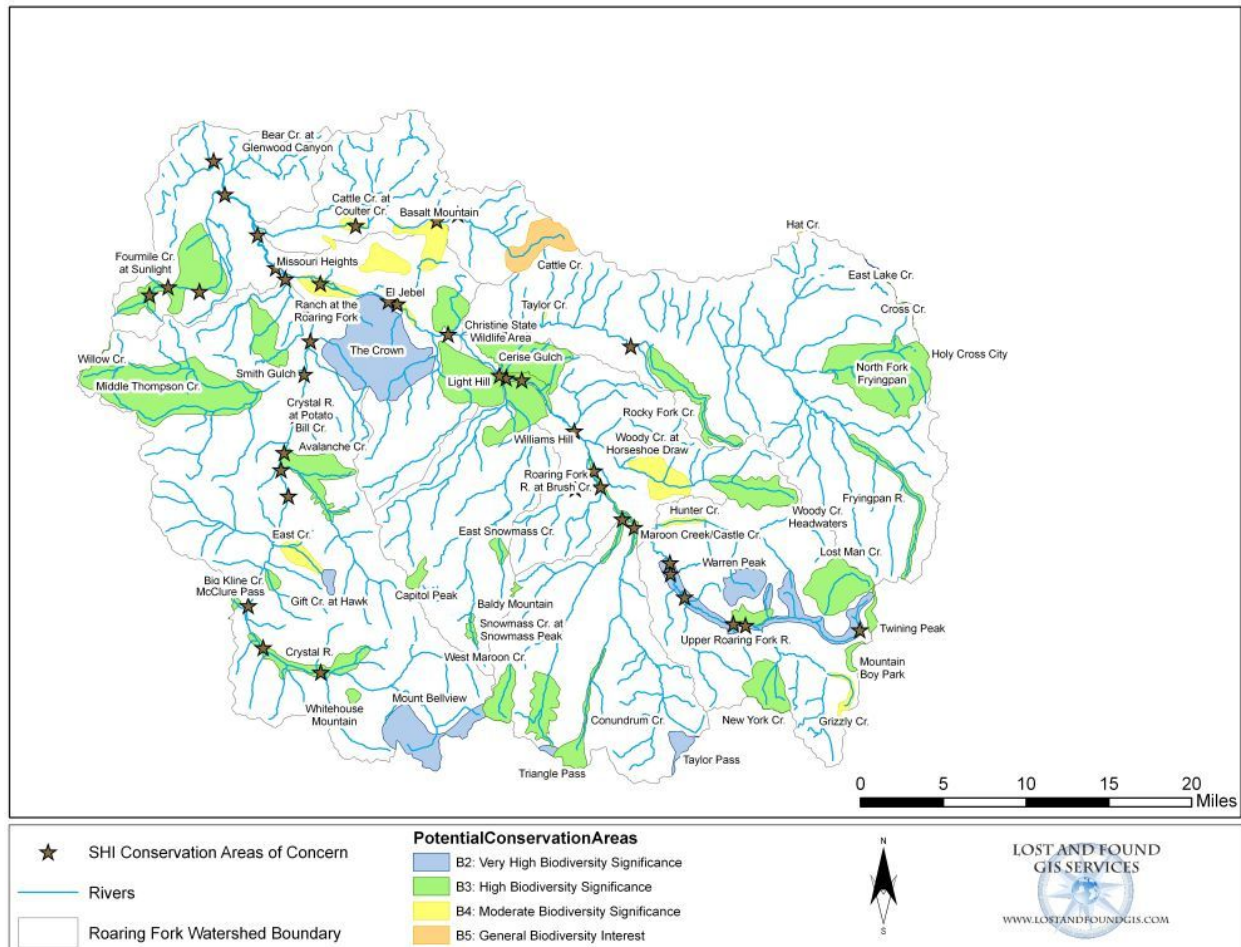 Bear Cr. at
Glenwood Canyon
Cattle Cr. at
Coulter Cr.
Basalt Mountain
Hat Cr.
Fourmile Cr.
at Sunlight
Missouri Heights
Cattle Cr.
East Lake Cr.
El Jebel
Ranch at the
Roaring Fork
Taylor Cr.
Cross Cr.
Christine State
Wildlife Area
The Crown
Cerise Gulch
Holy Cross City
Willow Cr.
Middle Thompson Cr.
Smith Gulch
Light Hill
North Fork
Fryingpan
Crystal R.
at Potato
Bill Cr.
Rocky Fork Cr.
Williams Hill
Woody Cr. at
Horseshoe Draw
Avalanche Cr.
Roaring Fork
R. at Brush Cr.
Fryingpan R.
Hunter Cr.
Woody Cr.
Headwaters
East Cr.
East Snowmass Cr.
Maroon Creek/Castle Cr.
Lost Man Cr.
Warren Peak
Big Kline Cr.
McClure Pass
Gift Cr. at Hawk
Capitol Peak
Baldy Mountain
Snowmass Cr. at
Snowmass Peak
Upper Roaring Fork R.
Twining Peak
Crystal R.
West Maroon Cr.
Mountain
Boy Park
Whitehouse
Mountain
Mount Bellview
Conundrum Cr.
New York Cr.
Grizzly Cr.
Triangle Pass
Taylor Pass
0 5 10 15 20
Miles
SHI Conservation Areas of Concern
Rivers
Roaring Fork Watershed Boundary
PotentialConservationAreas
B2: Very High Biodiversity Significance
B3: High Biodiversity Significance
B4: Moderate Biodiversity Significance
B5: General Biodiversity Interest
N
S
LOST AND FOUND
GIS SERVICES
WWW.LOSTANDFOUNDGIS.COM